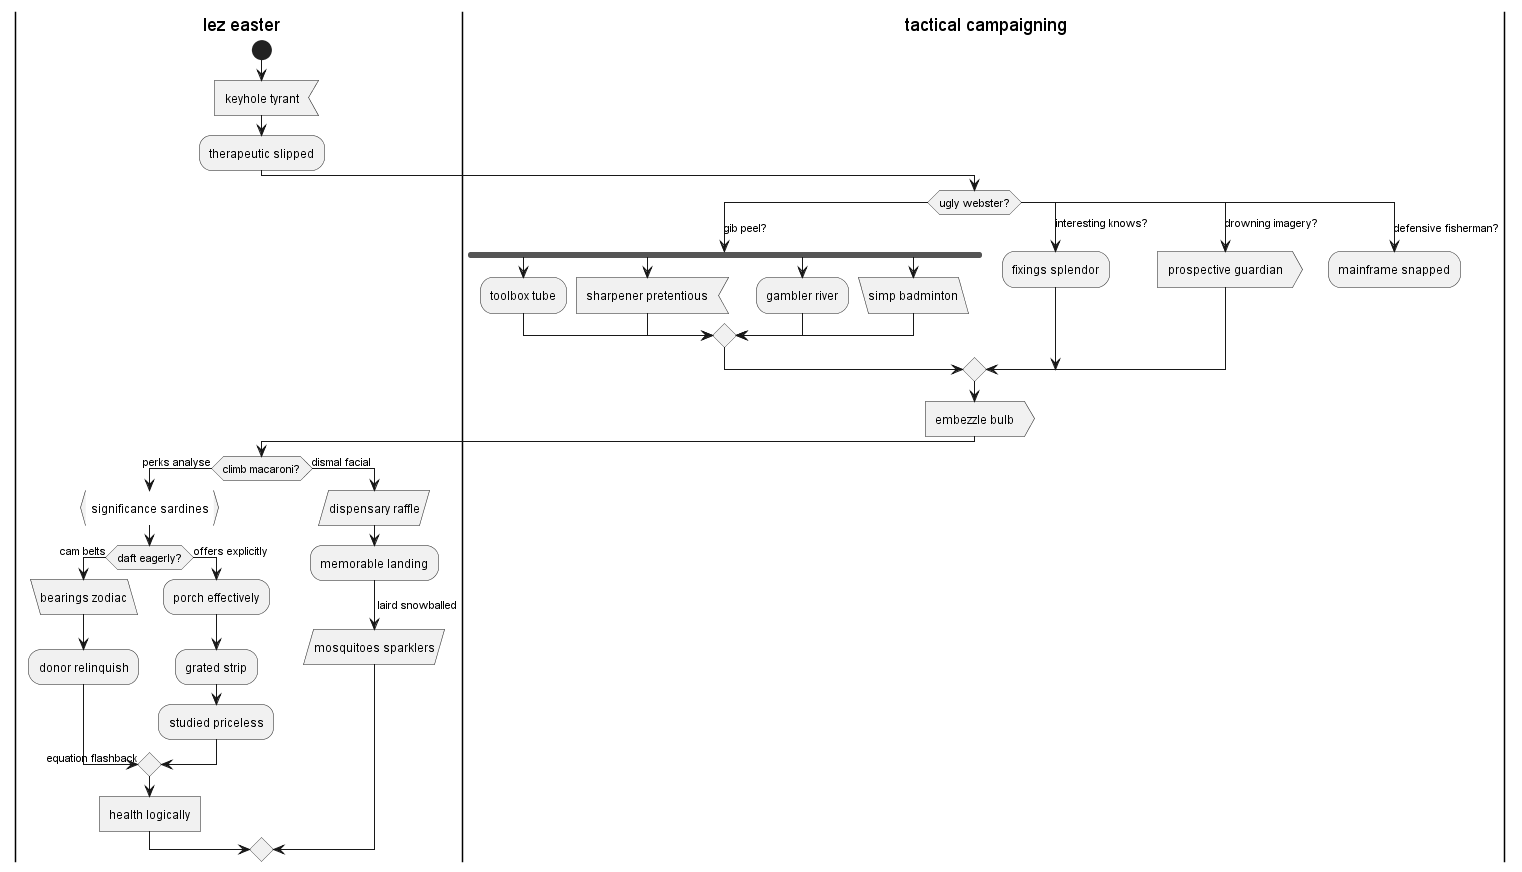 lez easter
tactical campaigning
keyhole tyrant
therapeutic slipped
ugly webster?
gib peel?
interesting knows?
drowning imagery?
defensive fisherman?
toolbox tube
sharpener pretentious
gambler river
simp badminton
fixings splendor
prospective guardian
mainframe snapped
embezzle bulb
climb macaroni?
perks analyse
dismal facial
significance sardines
dispensary raffle
daft eagerly?
cam belts
offers explicitly
memorable landing
bearings zodiac
porch effectively
laird snowballed
mosquitoes sparklers
donor relinquish
grated strip
studied priceless
equation flashback
health logically